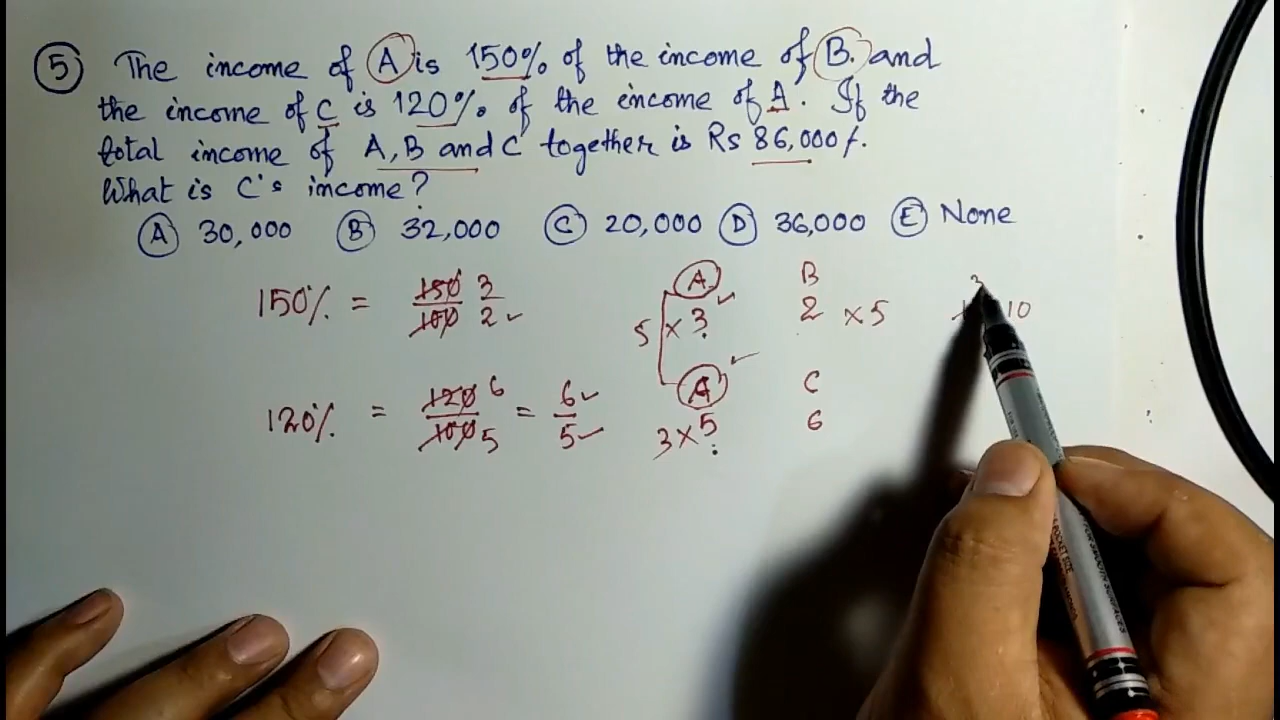 5 The income of A is 150% of the income of B. and
the income of C is 120% of the income of A. If the
total income of A, B and C together is Rs 86,000/.
What is C's income?
A 30,000 B 32,000 C 20,000 D 36,000 E None
150% = 150/100 3/2
A B
5 × 3 2 × 5 10
120% = 120/100 6/5 = 6/5
A C
3 × 5 6